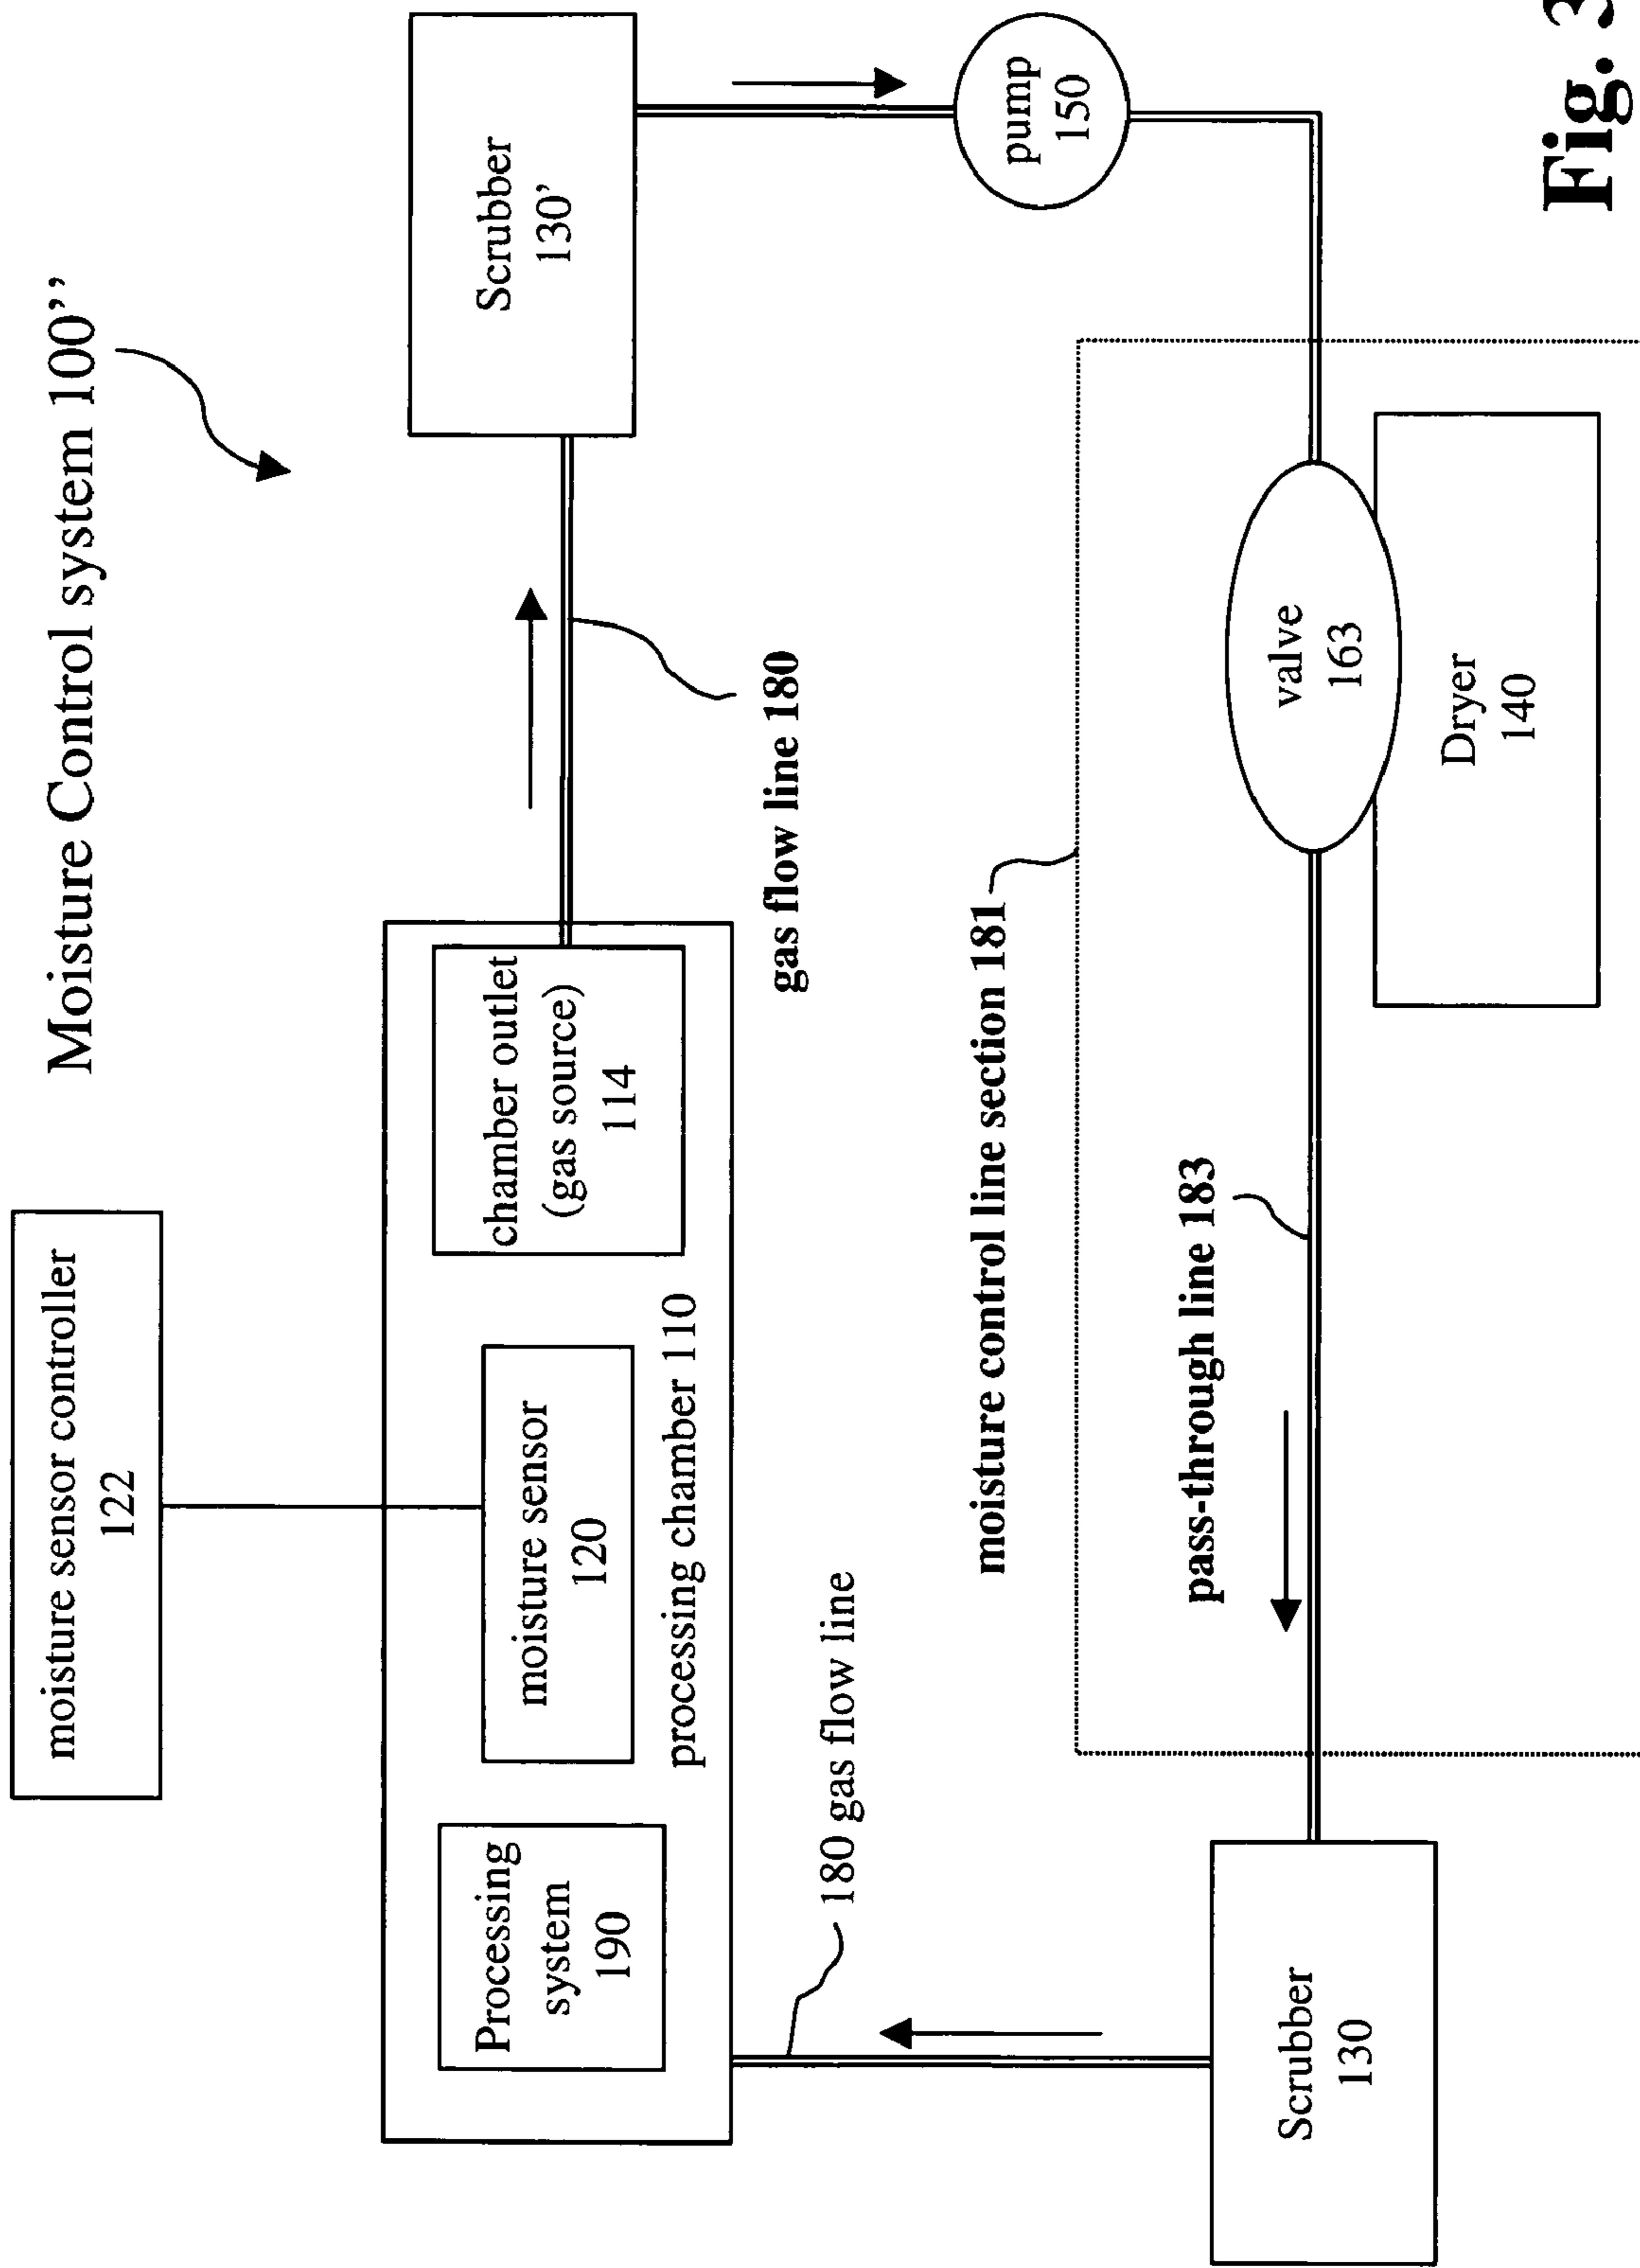 Moisture Control system 100’’
moisture sensor controller
122
Processing
system
190
moisture sensor
120
chamber outlet
(gas source)
114
processing chamber 110
Scrubber
130’
gas flow line 180
180 gas flow line
pump
150
moisture control line section 181
pass-through line 183
valve
163
Dryer
140
Scrubber
130
Fig. 3